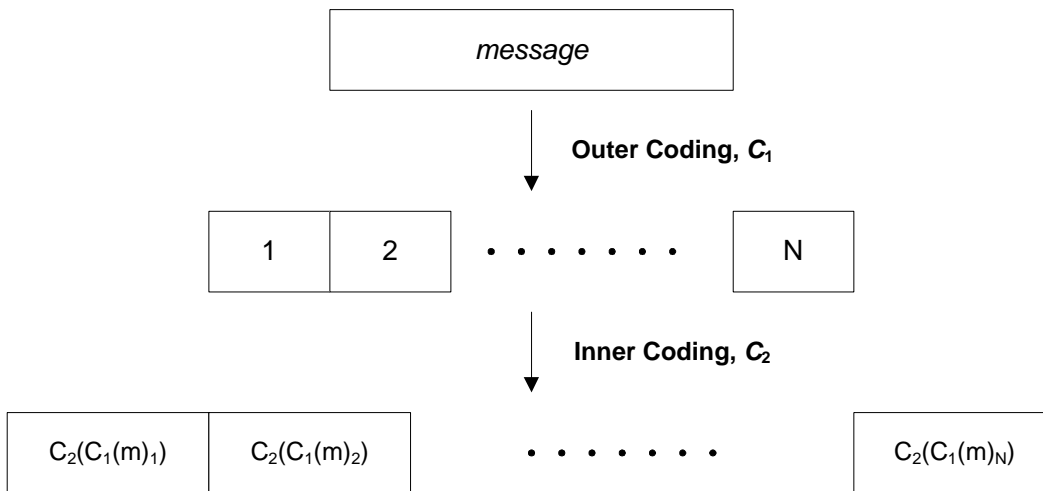 message
Outer Coding, C₁
1 2 • • • • • • • N
Inner Coding, C₂
C₂(C₁(m)₁) C₂(C₁(m)₂) • • • • • • • C₂(C₁(m)N)